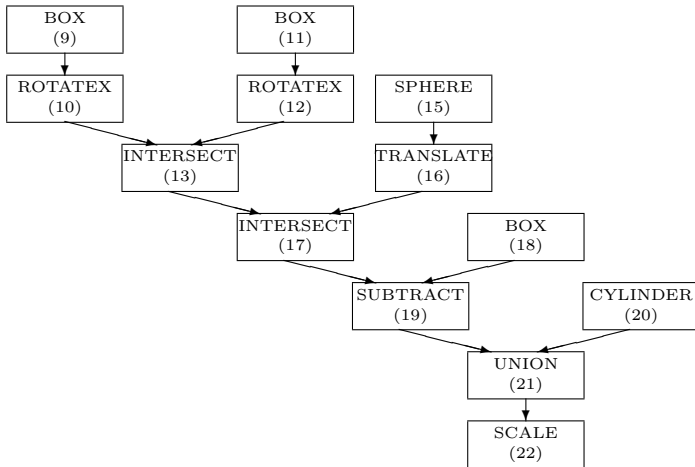 BOX
(9)
BOX
(11)
ROTATEX
(10)
ROTATEX
(12)
SPHERE
(15)
INTERSECT
(13)
TRANSLATE
(16)
INTERSECT
(17)
BOX
(18)
SUBTRACT
(19)
CYLINDER
(20)
UNION
(21)
SCALE
(22)